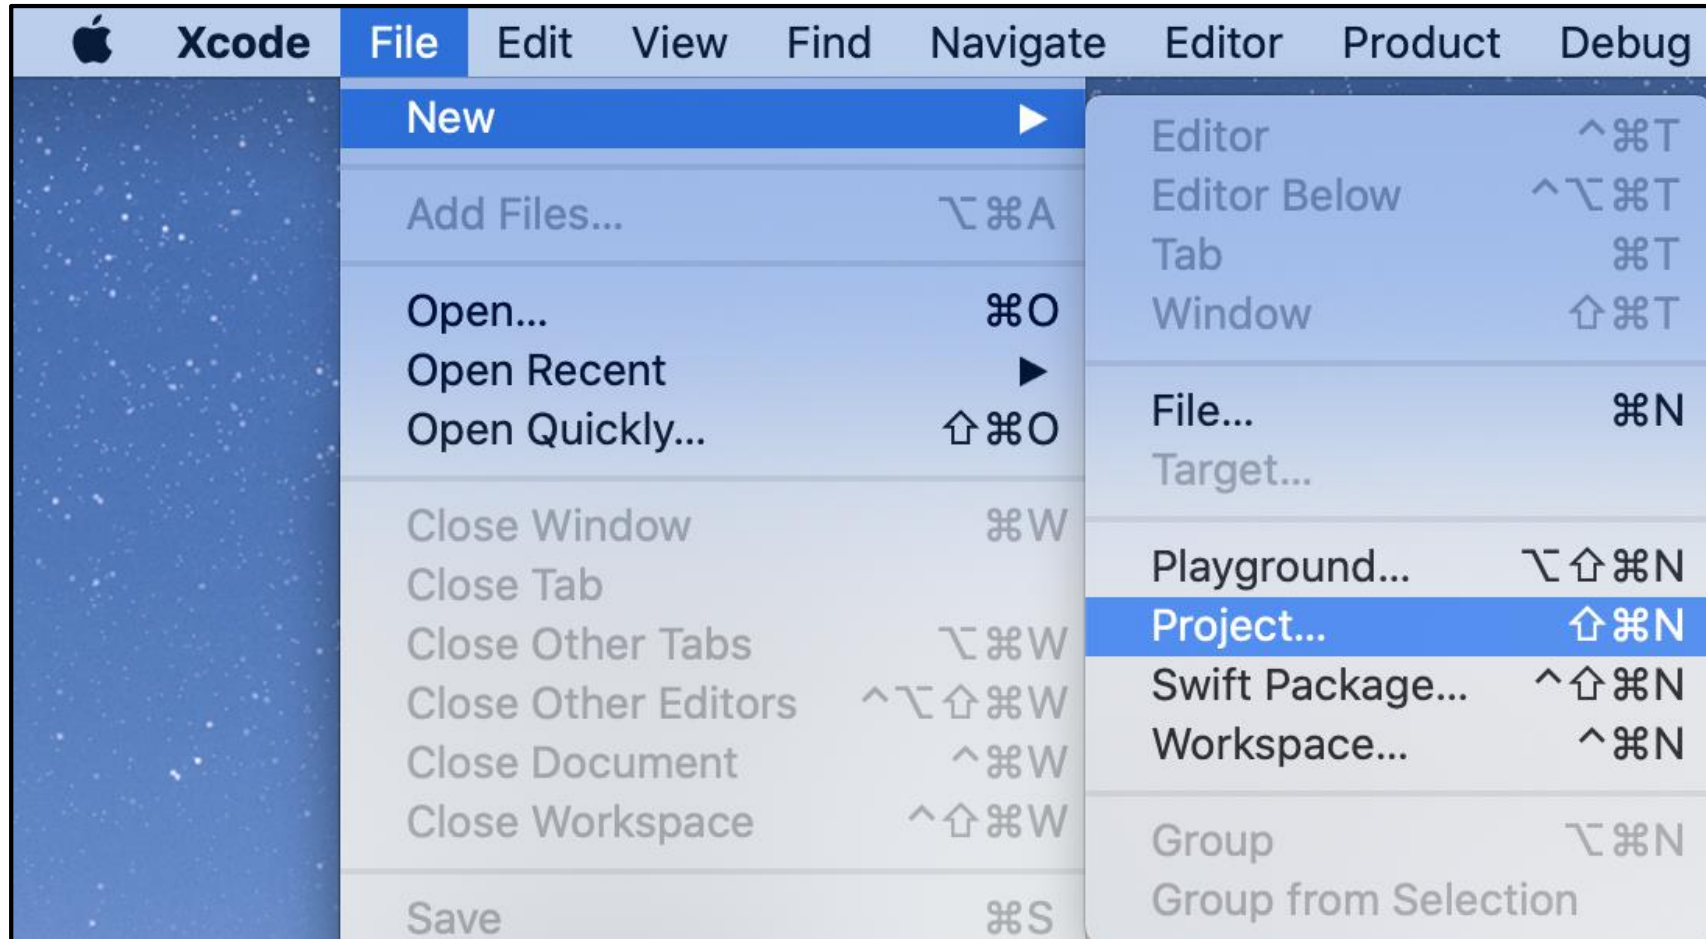 Xcode File Edit View Find Navigate Editor Product Debug
New ▶
Add Files... ⌥⌘A
Open... ⌘O
Open Recent ▶
Open Quickly... ⇧⌘O
Close Window ⌘W
Close Tab
Close Other Tabs ⌥⌘W
Close Other Editors ^⌥⇧⌘W
Close Document ^⌘W
Close Workspace ^⇧⌘W
Save ⌘S
Editor ^⌘T
Editor Below ^⌥⌘T
Tab ⌘T
Window ⇧⌘T
File... ⌘N
Target...
Playground... ⌥⇧⌘N
Project... ⇧⌘N
Swift Package... ^⇧⌘N
Workspace... ^⌘N
Group ⌥⌘N
Group from Selection